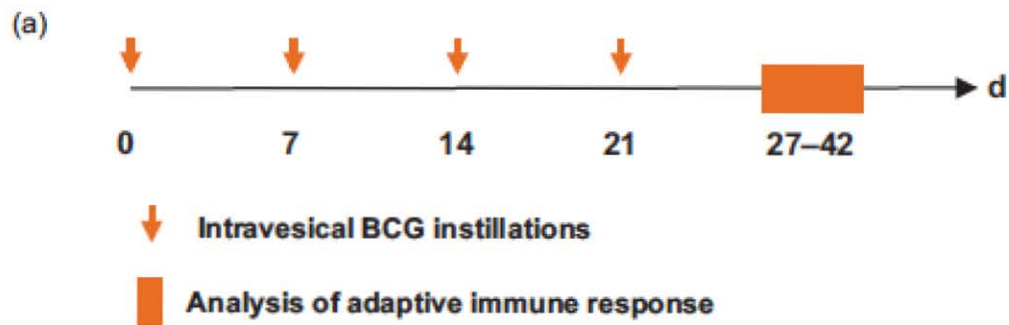 (a)
d
0 7 14 21 27–42
Intravesical BCG instillations
Analysis of adaptive immune response